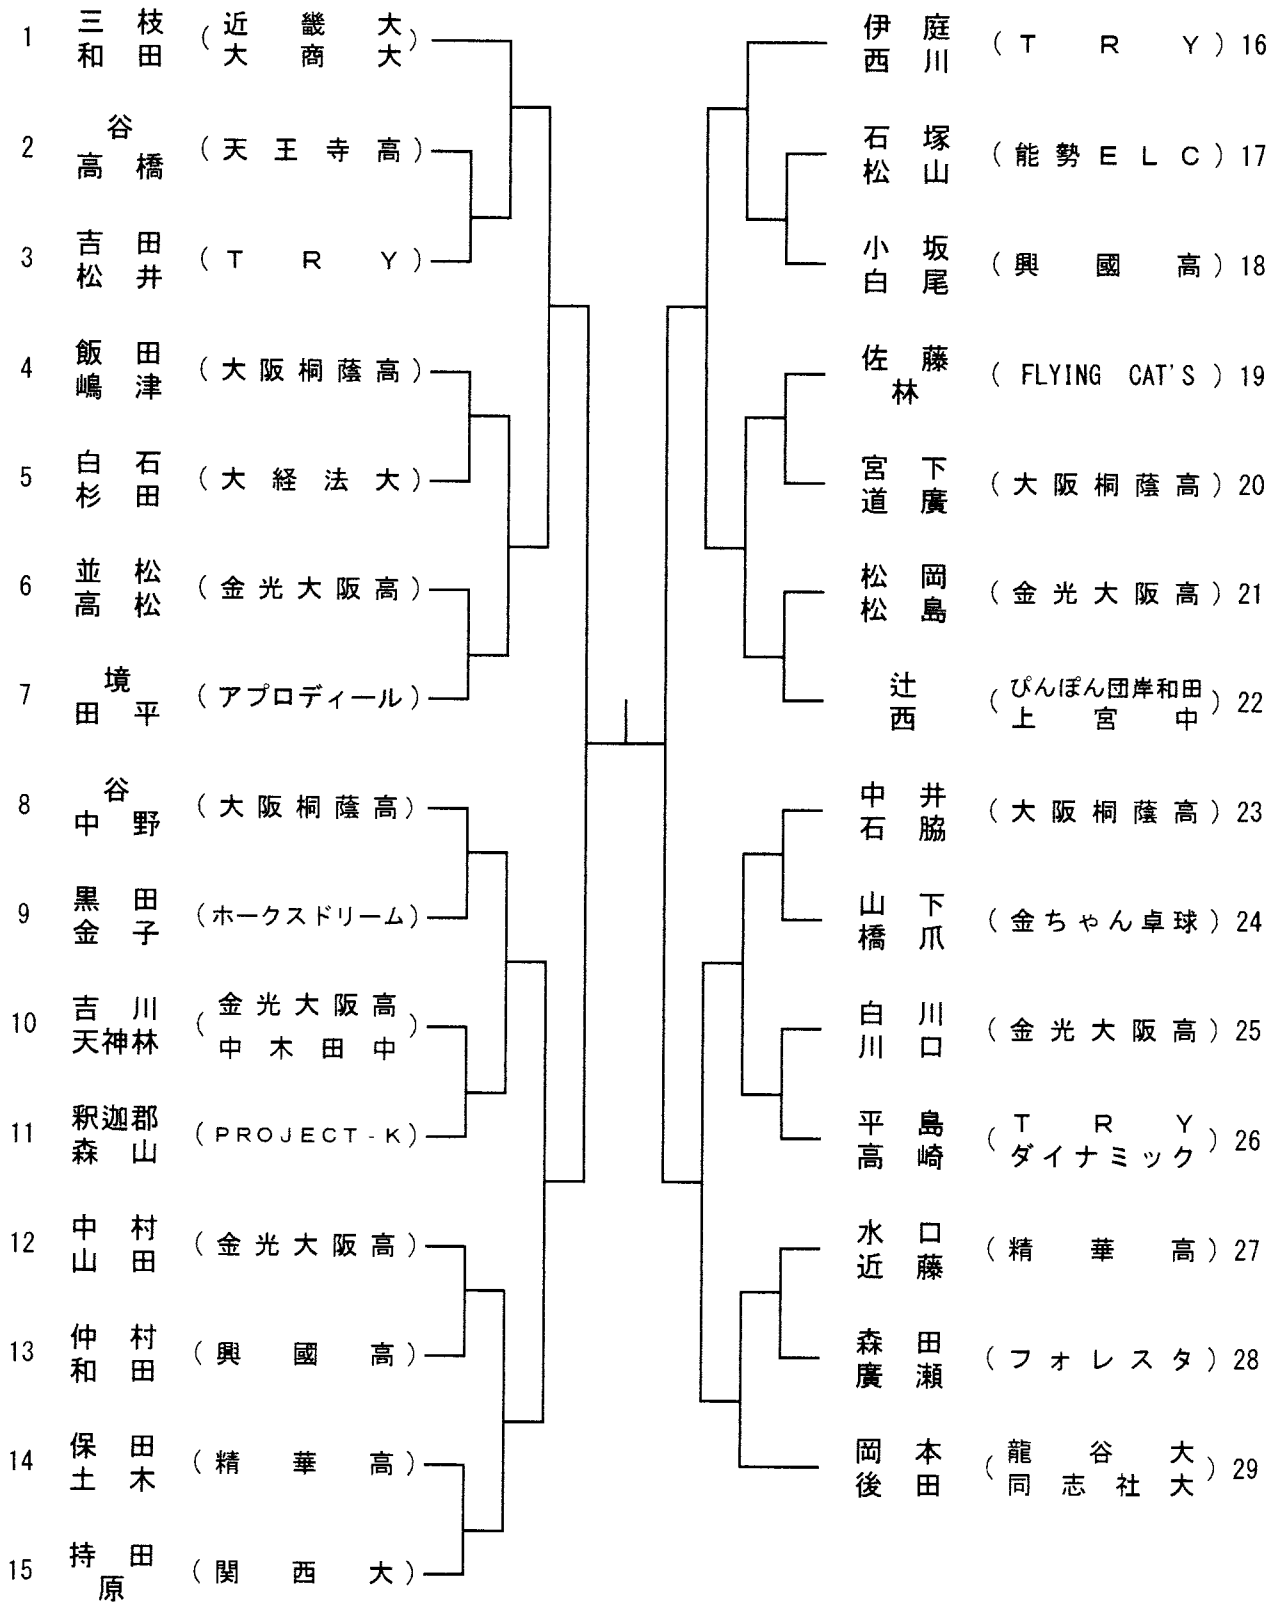 1 三枝 (近畿大
和田 大商大)
2 谷
高橋 (天王寺高)
3 吉田
松井 (TRY)
4 飯田
嶋津 (大阪桐蔭高)
5 白石
杉田 (大経法大)
6 並松
高松 (金光大阪高)
7 境
田平 (アプロディール)
8 谷
中野 (大阪桐蔭高)
9 黒田
金子 (ホークスドリーム)
10 吉川 (金光大阪高
天神林 中木田中)
11 釈迦郡
森山 (PROJECT-K)
12 中村
山田 (金光大阪高)
13 仲村
和田 (興國高)
14 保田
土木 (精華高)
15 持田
原 (関西大)
伊庭
西川 (TRY) 16
石塚
松山 (能勢ELC) 17
小坂
白尾 (興國高) 18
佐藤
林 (FLYING CAT'S) 19
宮下
道廣 (大阪桐蔭高) 20
松岡
松島 (金光大阪高) 21
辻 (ぴんぽん団岸和田
西 上宮中) 22
中井
石脇 (大阪桐蔭高) 23
山下
橋爪 (金ちゃん卓球) 24
白川
川口 (金光大阪高) 25
平島 (TRY
高崎 ダイナミック) 26
水口
近藤 (精華高) 27
森田
廣瀬 (フォレスタ) 28
岡本 (龍谷大
後田 同志社大) 29